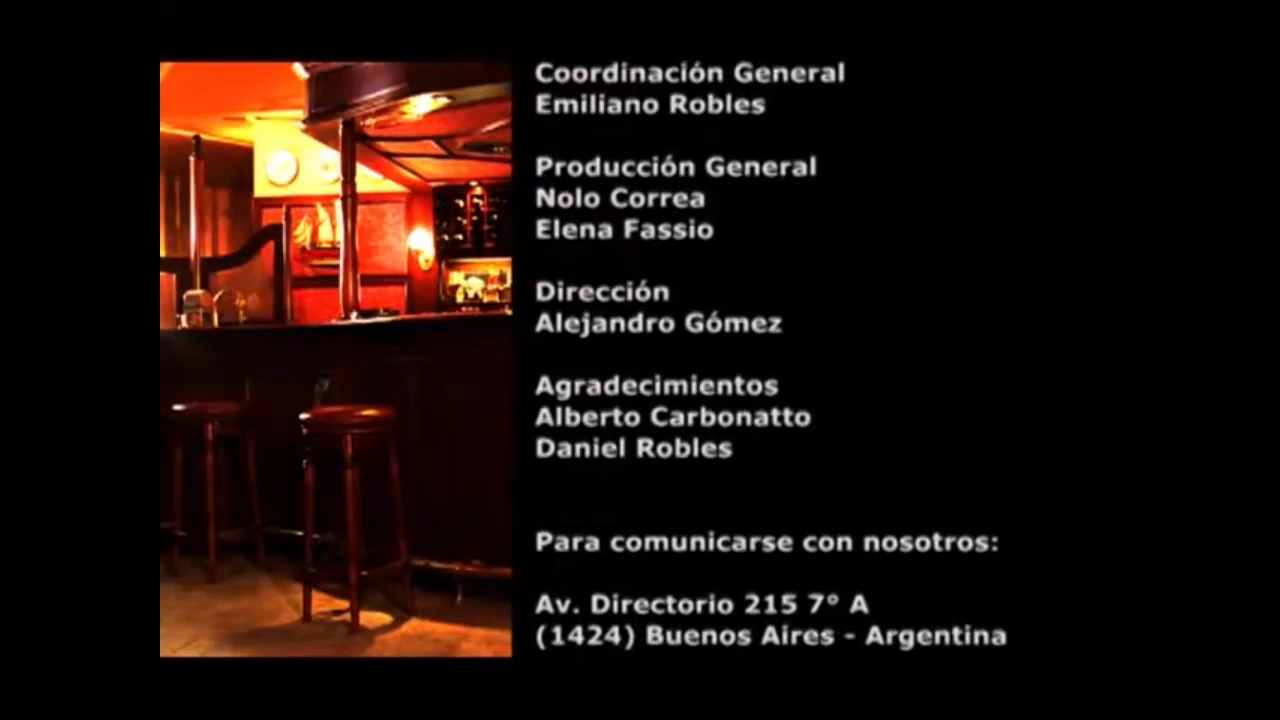 Coordinación General
Emiliano Robles
Producción General
Nolo Correa
Elena Fassio
Dirección
Alejandro Gómez
Agradecimientos
Alberto Carbonatto
Daniel Robles
Para comunicarse con nosotros:
Av. Directorio 215 7° A
(1424) Buenos Aires - Argentina